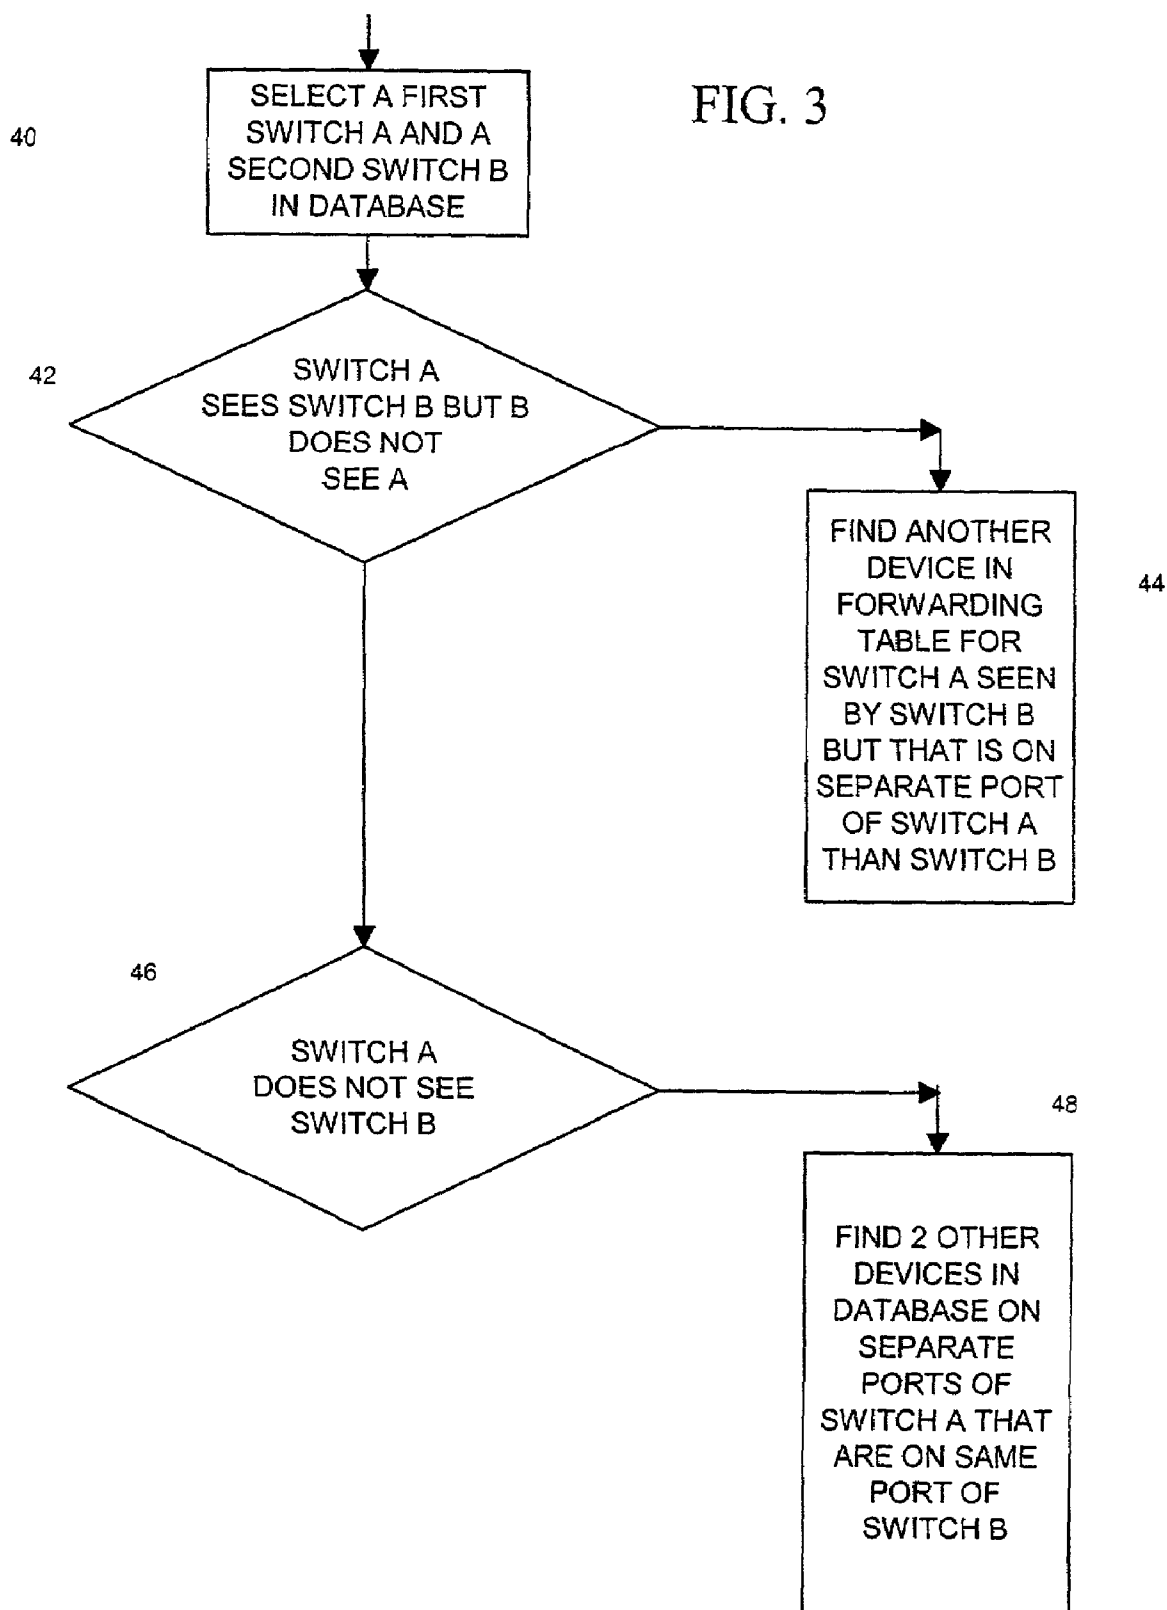 FIG. 3
40
SELECT A FIRST
SWITCH A AND A
SECOND SWITCH B
IN DATABASE
42
SWITCH A
SEES SWITCH B BUT B
DOES NOT
SEE A
44
FIND ANOTHER
DEVICE IN
FORWARDING
TABLE FOR
SWITCH A SEEN
BY SWITCH B
BUT THAT IS ON
SEPARATE PORT
OF SWITCH A
THAN SWITCH B
46
SWITCH A
DOES NOT SEE
SWITCH B
48
FIND 2 OTHER
DEVICES IN
DATABASE ON
SEPARATE
PORTS OF
SWITCH A THAT
ARE ON SAME
PORT OF
SWITCH B